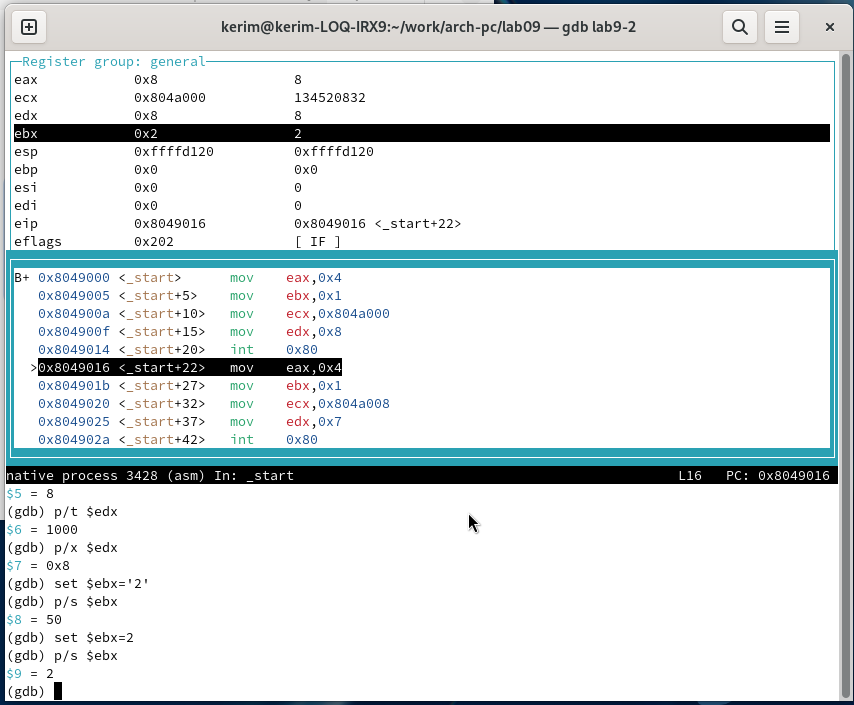 kerim@kerim-LOQ-IRX9:~/work/arch-pc/lab09 — gdb lab9-2
Register group: general
eax 0x8 8
ecx 0x804a000 134520832
edx 0x8 8
ebx 0x2 2
esp 0xffffd120 0xffffd120
ebp 0x0 0x0
esi 0x0 0
edi 0x0 0
eip 0x8049016 0x8049016 <_start+22>
eflags 0x202 [ IF ]
B+ 0x8049000 <_start> mov eax,0x4
0x8049005 <_start+5> mov ebx,0x1
0x804900a <_start+10> mov ecx,0x804a000
0x804900f <_start+15> mov edx,0x8
0x8049014 <_start+20> int 0x80
>0x8049016 <_start+22> mov eax,0x4
0x804901b <_start+27> mov ebx,0x1
0x8049020 <_start+32> mov ecx,0x804a008
0x8049025 <_start+37> mov edx,0x7
0x804902a <_start+42> int 0x80
native process 3428 (asm) In: _start L16 PC: 0x8049016
$5 = 8
(gdb) p/t $edx
$6 = 1000
(gdb) p/x $edx
$7 = 0x8
(gdb) set $ebx='2'
(gdb) p/s $ebx
$8 = 50
(gdb) set $ebx=2
(gdb) p/s $ebx
$9 = 2
(gdb)